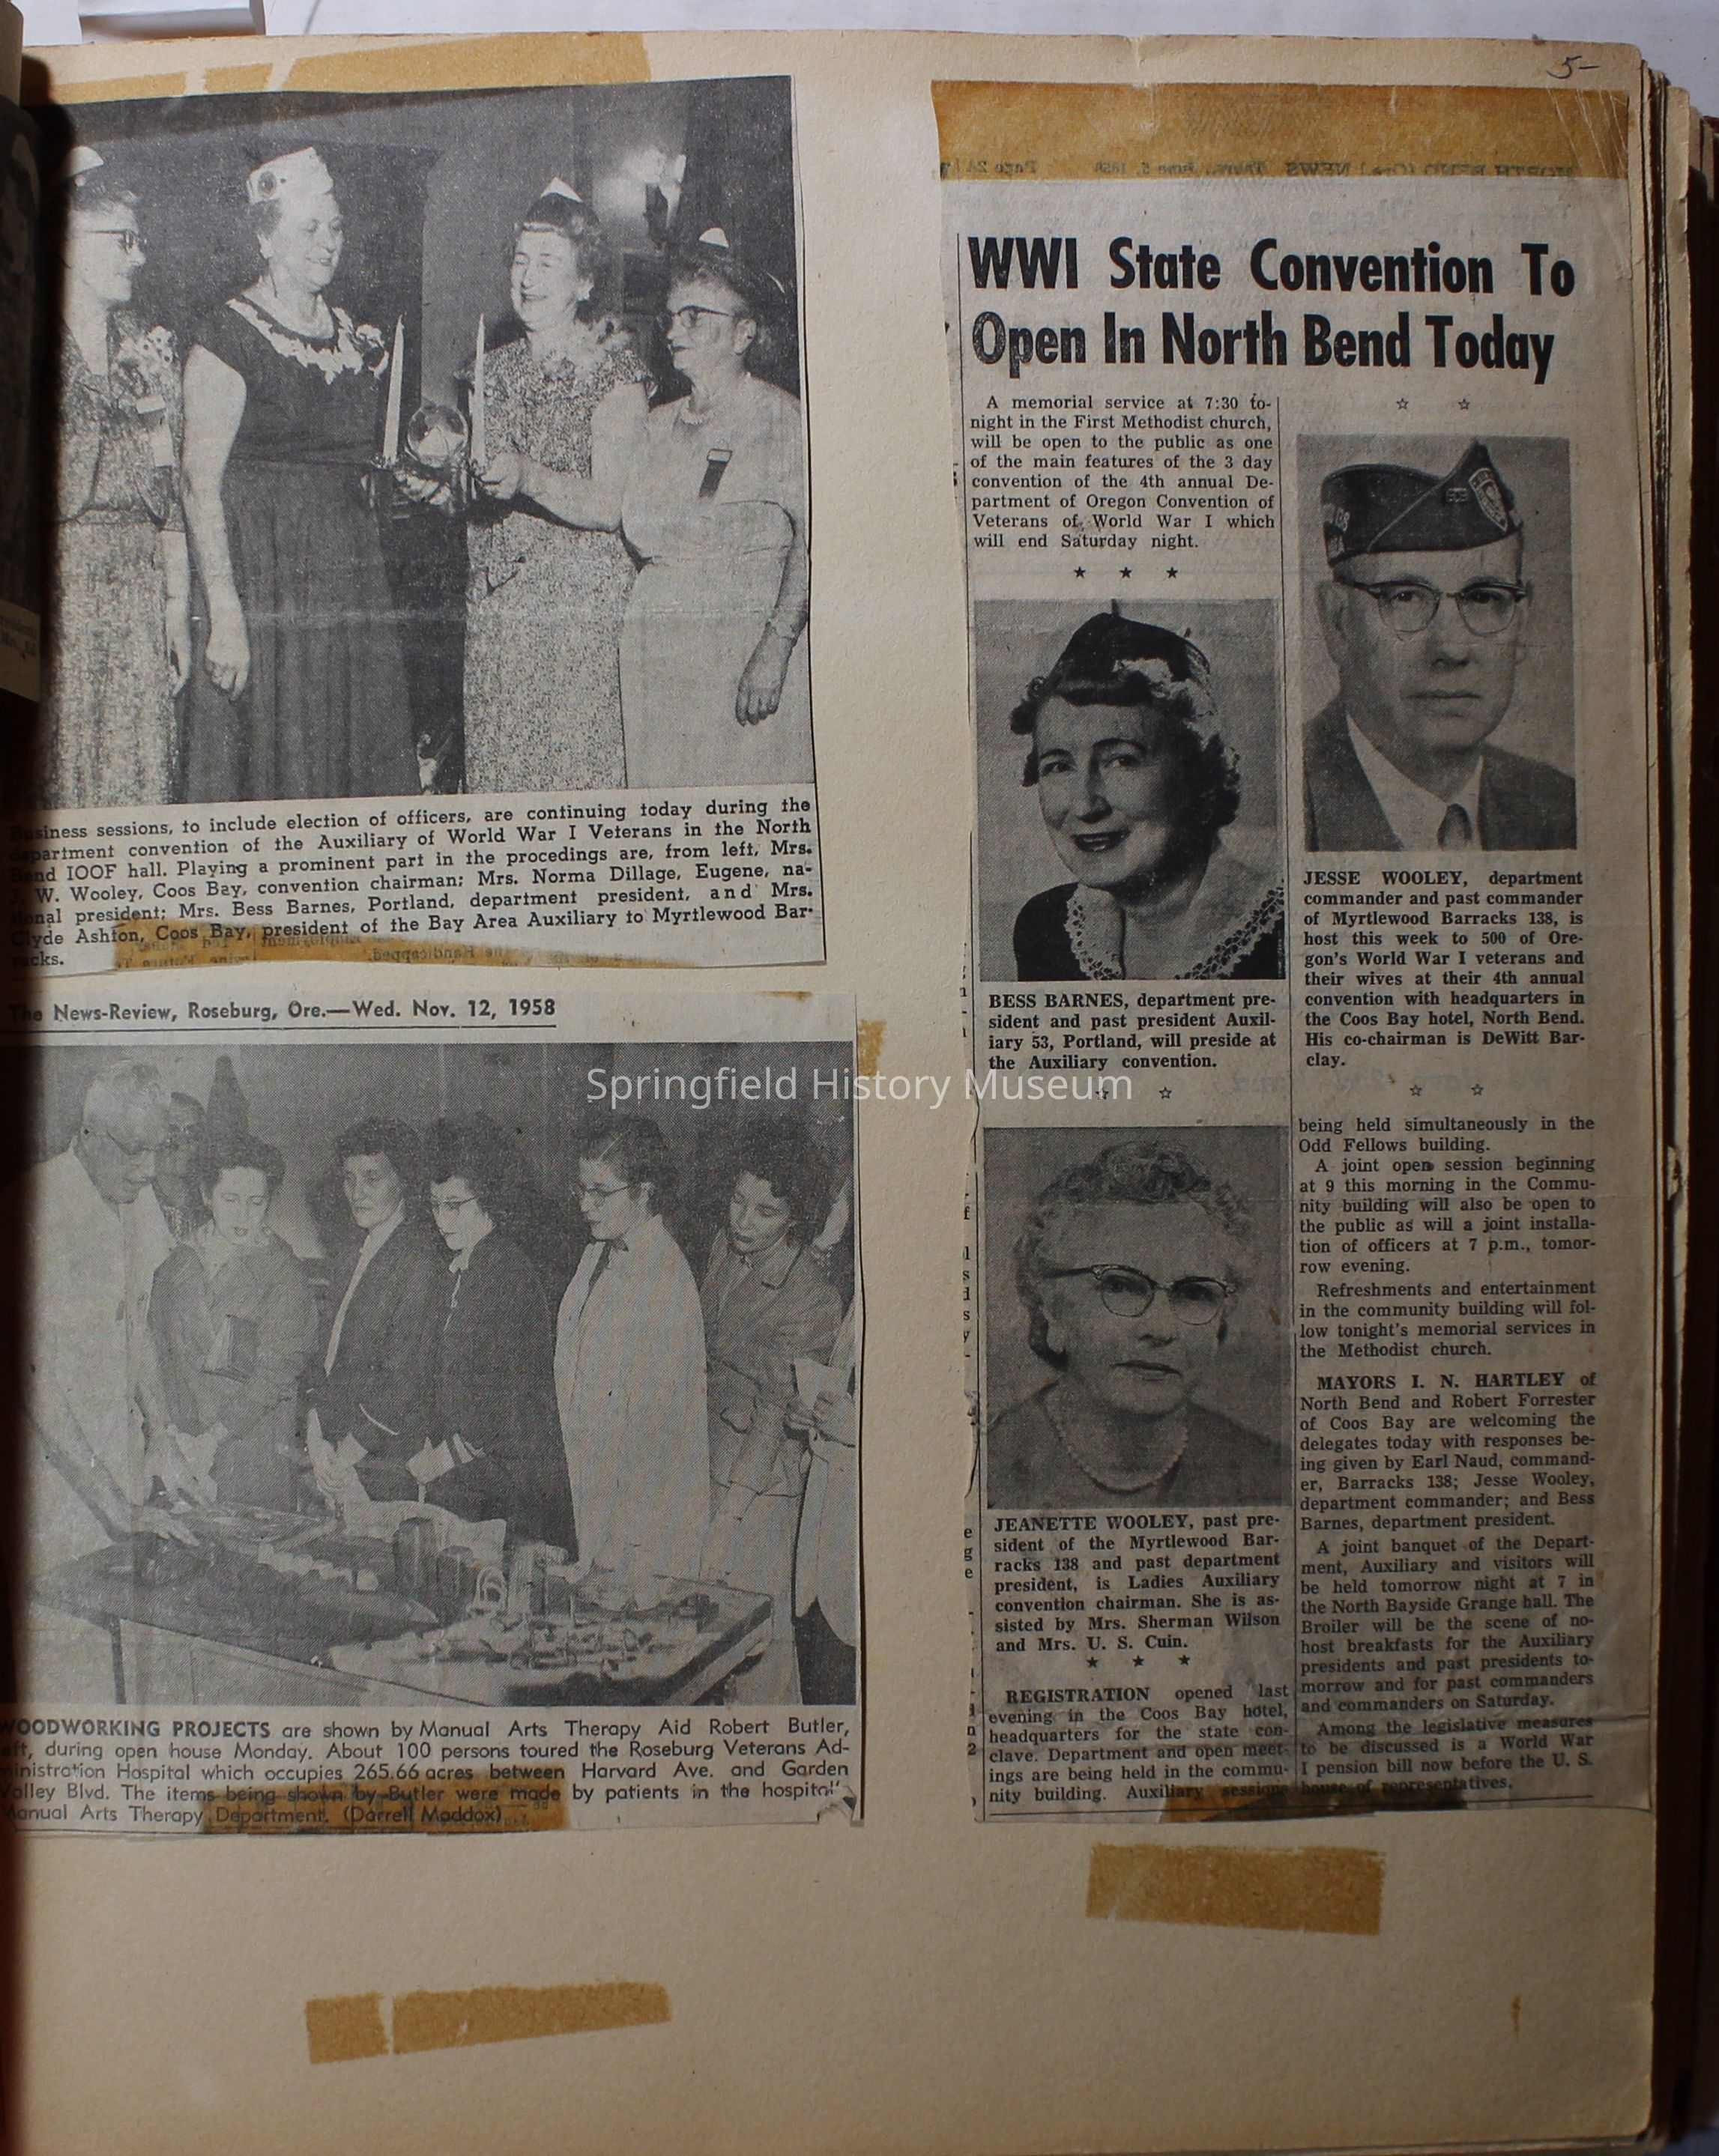 5-
Business sessions, to include election of officers, are continuing today during the
department convention of the Auxiliary of World War I Veterans in the North
Bend IOOF hall. Playing a prominent part in the procedings are, from left, Mrs.
J. W. Wooley, Coos Bay, convention chairman; Mrs. Norma Dillage, Eugene, na-
tional president; Mrs. Bess Barnes, Portland, department president, and Mrs.
Clyde Ashton, Coos Bay, president of the Bay Area Auxiliary to Myrtlewood Bar-
racks.
The News-Review, Roseburg, Ore.—Wed. Nov. 12, 1958
WOODWORKING PROJECTS are shown by Manual Arts Therapy Aid Robert Butler,
left, during open house Monday. About 100 persons toured the Roseburg Veterans Ad-
ministration Hospital which occupies 265.66 acres between Harvard Ave. and Garden
Valley Blvd. The items being shown by Butler were made by patients in the hospital's
Manual Arts Therapy Department. (Darrell Maddox)
WWI State Convention To
Open In North Bend Today
A memorial service at 7:30 to-
night in the First Methodist church,
will be open to the public as one
of the main features of the 3 day
convention of the 4th annual De-
partment of Oregon Convention of
Veterans of World War I which
will end Saturday night.
★ ★ ★
BESS BARNES, department pre-
sident and past president Auxil-
iary 53, Portland, will preside at
the Auxiliary convention.
☆ ☆
JEANETTE WOOLEY, past pre-
sident of the Myrtlewood Bar-
racks 138 and past department
president, is Ladies Auxiliary
convention chairman. She is as-
sisted by Mrs. Sherman Wilson
and Mrs. U. S. Cuin.
★ ★ ★
REGISTRATION opened last
evening in the Coos Bay hotel,
headquarters for the state con-
clave. Department and open meet-
ings are being held in the commu-
nity building. Auxiliary sessions
☆ ☆
JESSE WOOLEY, department
commander and past commander
of Myrtlewood Barracks 138, is
host this week to 500 of Ore-
gon's World War I veterans and
their wives at their 4th annual
convention with headquarters in
the Coos Bay hotel, North Bend.
His co-chairman is DeWitt Bar-
clay.
☆ ☆
being held simultaneously in the
Odd Fellows building.
A joint open session beginning
at 9 this morning in the Commu-
nity building will also be open to
the public as will a joint installa-
tion of officers at 7 p.m., tomor-
row evening.
Refreshments and entertainment
in the community building will fol-
low tonight's memorial services in
the Methodist church.
MAYORS I. N. HARTLEY of
North Bend and Robert Forrester
of Coos Bay are welcoming the
delegates today with responses be-
ing given by Earl Naud, command-
er, Barracks 138; Jesse Wooley,
department commander; and Bess
Barnes, department president.
A joint banquet of the Depart-
ment, Auxiliary and visitors will
be held tomorrow night at 7 in
the North Bayside Grange hall. The
Broiler will be the scene of no-
host breakfasts for the Auxiliary
presidents and past presidents to-
morrow and for past commanders
and commanders on Saturday.
Among the legislative measures
to be discussed is a World War
I pension bill now before the U. S.
house of representatives.
Springfield History Museum